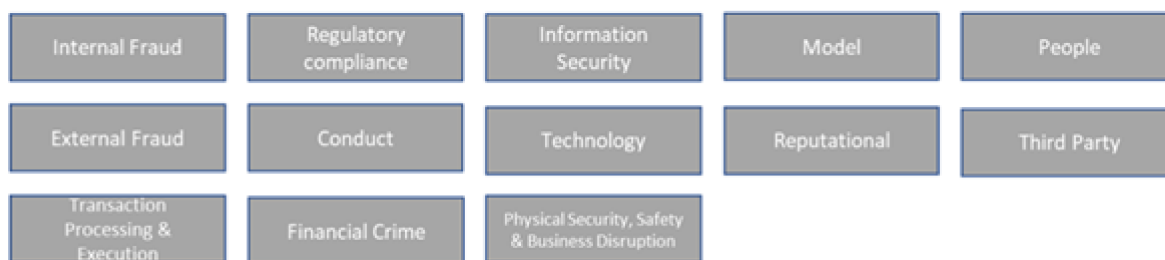 Internal Fraud
Regulatory
compliance
Information
Security
Model
People
External Fraud
Conduct
Technology
Reputational
Third Party
Transaction
Processing &
Execution
Financial Crime
Physical Security, Safety
& Business Disruption